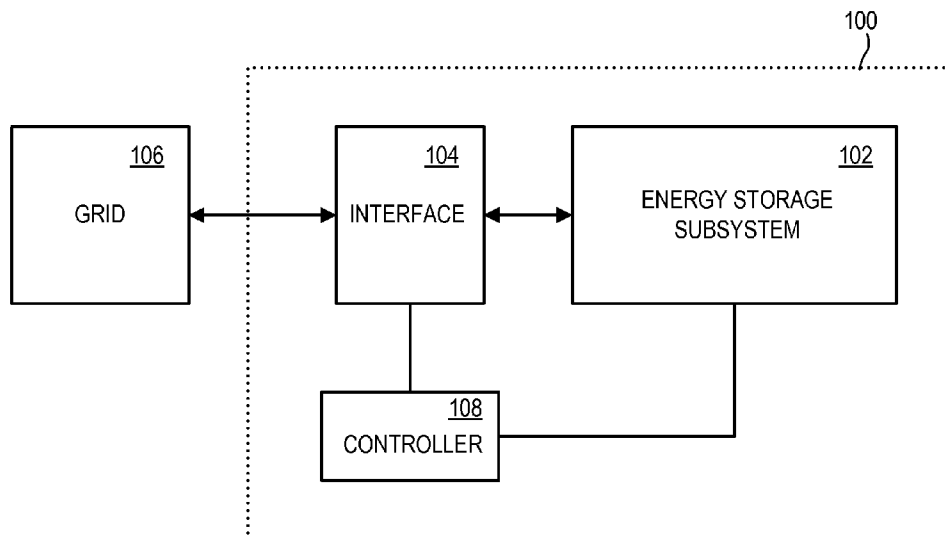 100
106
GRID
104
INTERFACE
102
ENERGY STORAGE
SUBSYSTEM
108
CONTROLLER